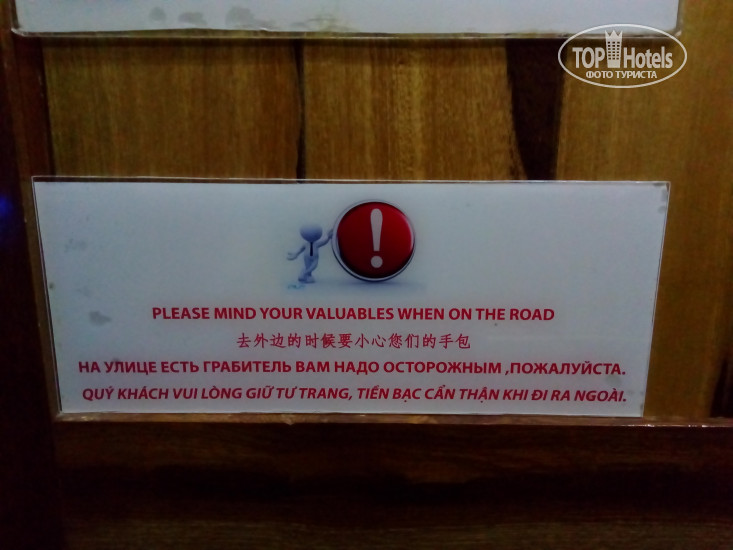 TOP Hotels
ФОТО ТУРИСТА
!
PLEASE MIND YOUR VALUABLES WHEN ON THE ROAD
去外边的时候要小心您们的手包
НА УЛИЦЕ ЕСТЬ ГРАБИТЕЛЬ ВАМ НАДО ОСТОРОЖНЫМ ,ПОЖАЛУЙСТА.
QUÝ KHÁCH VUI LÒNG GIỮ TƯ TRANG, TIỀN BẠC CẨN THẬN KHI ĐI RA NGOÀI.